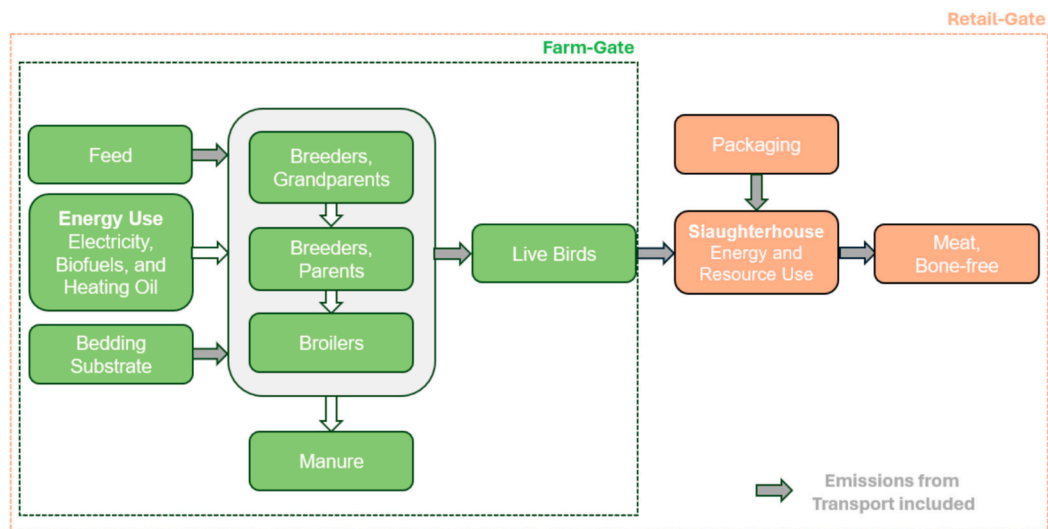 Retail-Gate
Farm-Gate
Feed
Energy Use
Electricity,
Biofuels, and
Heating Oil
Bedding
Substrate
Breeders,
Grandparents
Breeders,
Parents
Broilers
Manure
Live Birds
Packaging
Slaughterhouse
Energy and
Resource Use
Meat,
Bone-free
Emissions from
Transport included